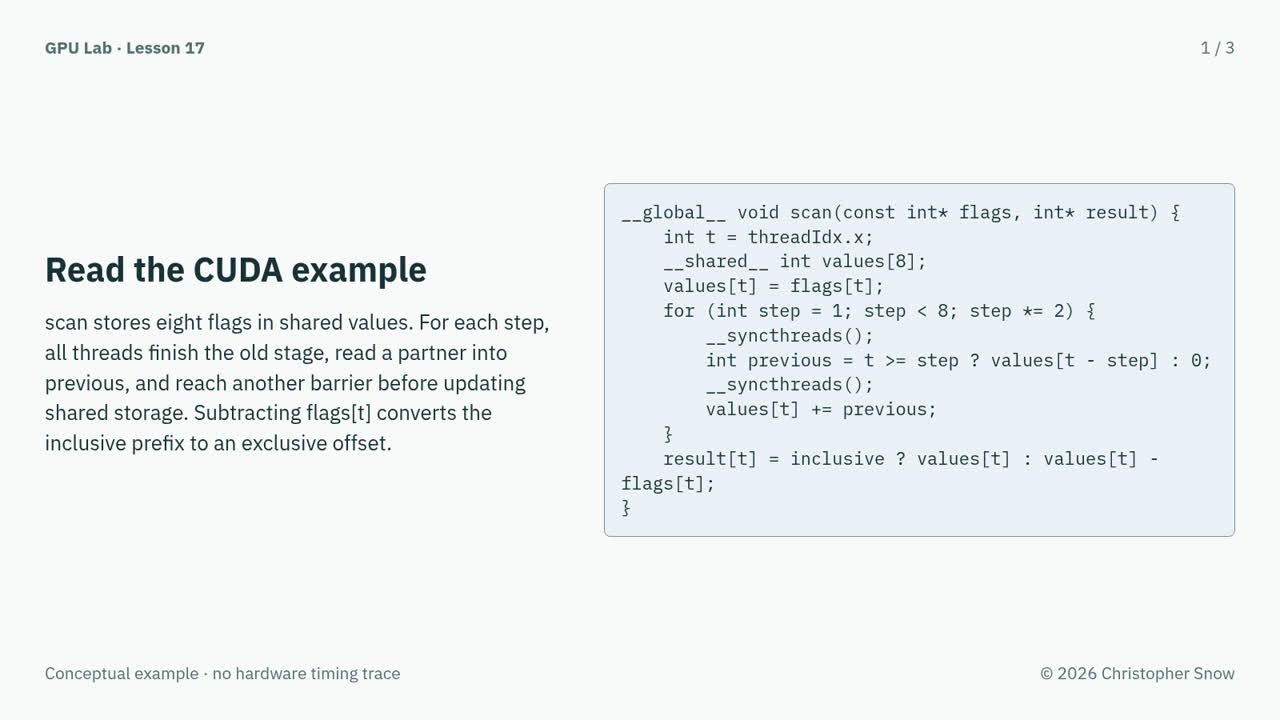 GPU Lab · Lesson 17
1 / 3
Read the CUDA example
scan stores eight flags in shared values. For each step,
all threads finish the old stage, read a partner into
previous, and reach another barrier before updating
shared storage. Subtracting flags[t] converts the
inclusive prefix to an exclusive offset.
__global__ void scan(const int* flags, int* result) {
    int t = threadIdx.x;
    __shared__ int values[8];
    values[t] = flags[t];
    for (int step = 1; step < 8; step *= 2) {
        __syncthreads();
        int previous = t >= step ? values[t - step] : 0;
        __syncthreads();
        values[t] += previous;
    }
    result[t] = inclusive ? values[t] : values[t] -
flags[t];
}
Conceptual example · no hardware timing trace
© 2026 Christopher Snow